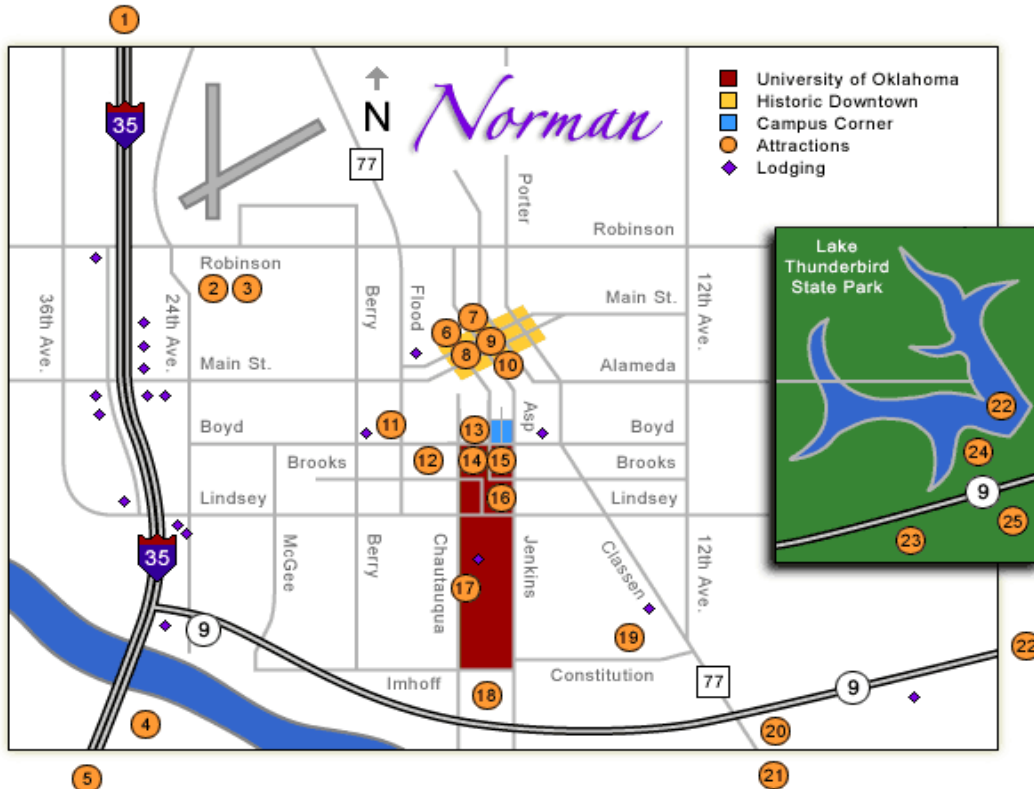 1
35
N
Norman
77
University of Oklahoma
Historic Downtown
Campus Corner
Attractions
Lodging
Porter
Robinson
Robinson
2
3
36th Ave.
24th Ave.
Berry
Flood
Main St.
12th Ave.
7
6
9
8
10
Main St.
Alameda
Lake
Thunderbird
State Park
22
24
9
25
23
Boyd
11
13
Asp
Boyd
Brooks
12
14
15
Brooks
Lindsey
16
Lindsey
35
McGee
Berry
Chautauqua
17
Jenkins
Classen
12th Ave.
9
19
22
Imhoff
18
Constitution
77
9
4
20
5
21